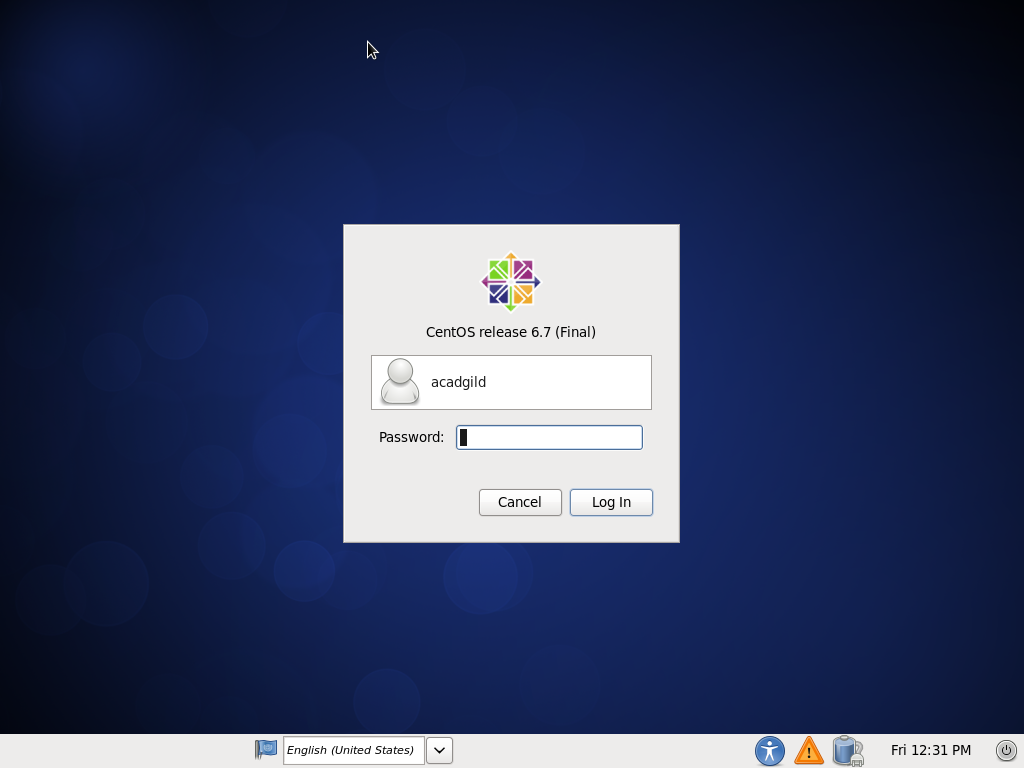 CentOS release 6.7 (Final)
acadgild
Password:
Cancel
Log In
English (United States)
Fri 12:31 PM